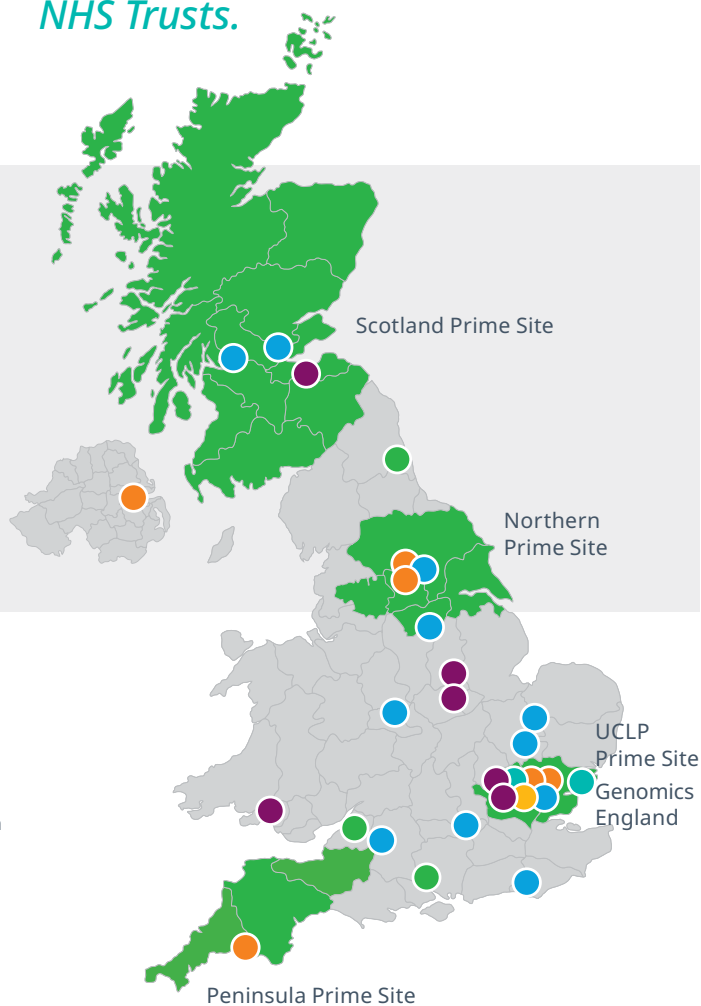 NHS Trusts.
Scotland Prime Site
Northern
Prime Site
UCLP
Prime Site
Genomics
England
Peninsula Prime Site